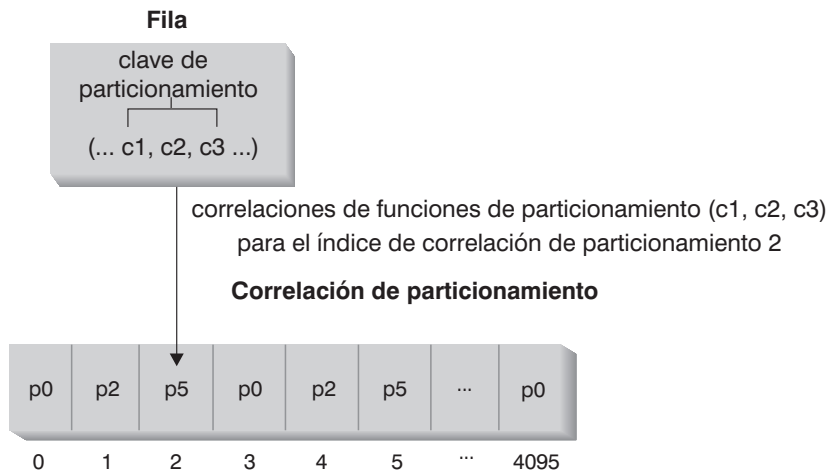 Fila
clave de
particionamiento
(... c1, c2, c3 ...)
correlaciones de funciones de particionamiento (c1, c2, c3)
para el índice de correlación de particionamiento 2
Correlación de particionamiento
p0 p2 p5 p0 p2 p5 ... p0
0 1 2 3 4 5 ... 4095